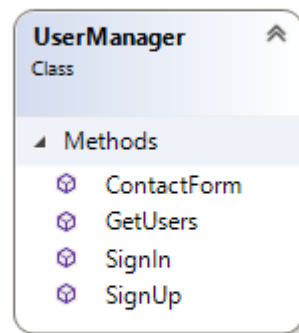 UserManager
Class
Methods
ContactForm
GetUsers
SignIn
SignUp